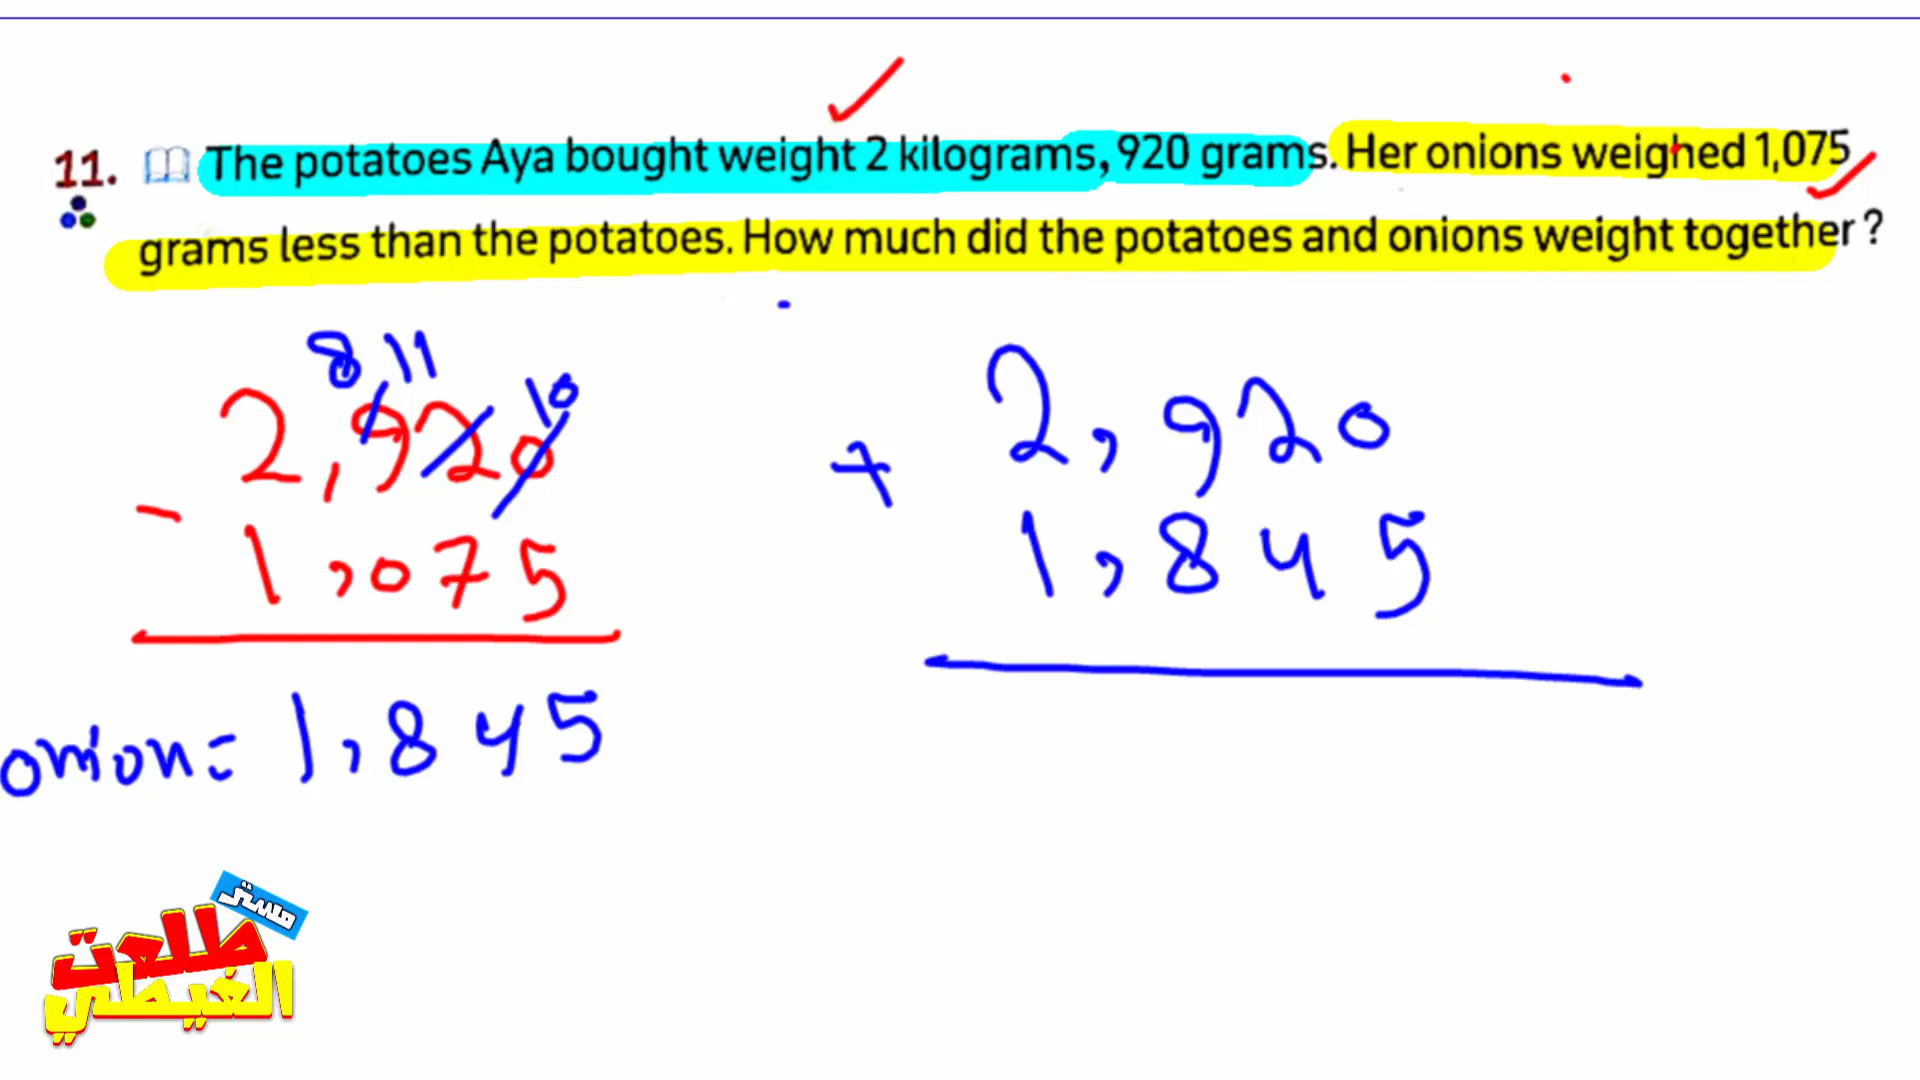 11. The potatoes Aya bought weight 2 kilograms, 920 grams. Her onions weighed 1,075
grams less than the potatoes. How much did the potatoes and onions weight together ?
8 11 10
2,920
- 1,075
onion = 1,845
2,920
+ 1,845
مستر
طلعت
الغيطي